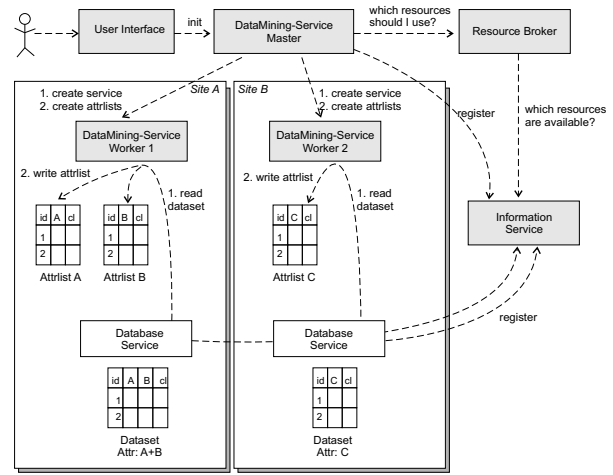 User Interface
init
DataMining-Service
Master
which resources
should I use?
Resource Broker
Site A
Site B
1. create service
2. create attrlists
1. create service
2. create attrlists
register
which resources
are available?
DataMining-Service
Worker 1
DataMining-Service
Worker 2
2. write attrlist
1. read
dataset
2. write attrlist
1. read
dataset
id A cl
1
2
Attrlist A
id B cl
1
2
Attrlist B
id C cl
1
2
Attrlist C
Information
Service
Database
Service
Database
Service
register
id A B cl
1
2
Dataset
Attr: A+B
id C cl
1
2
Dataset
Attr: C